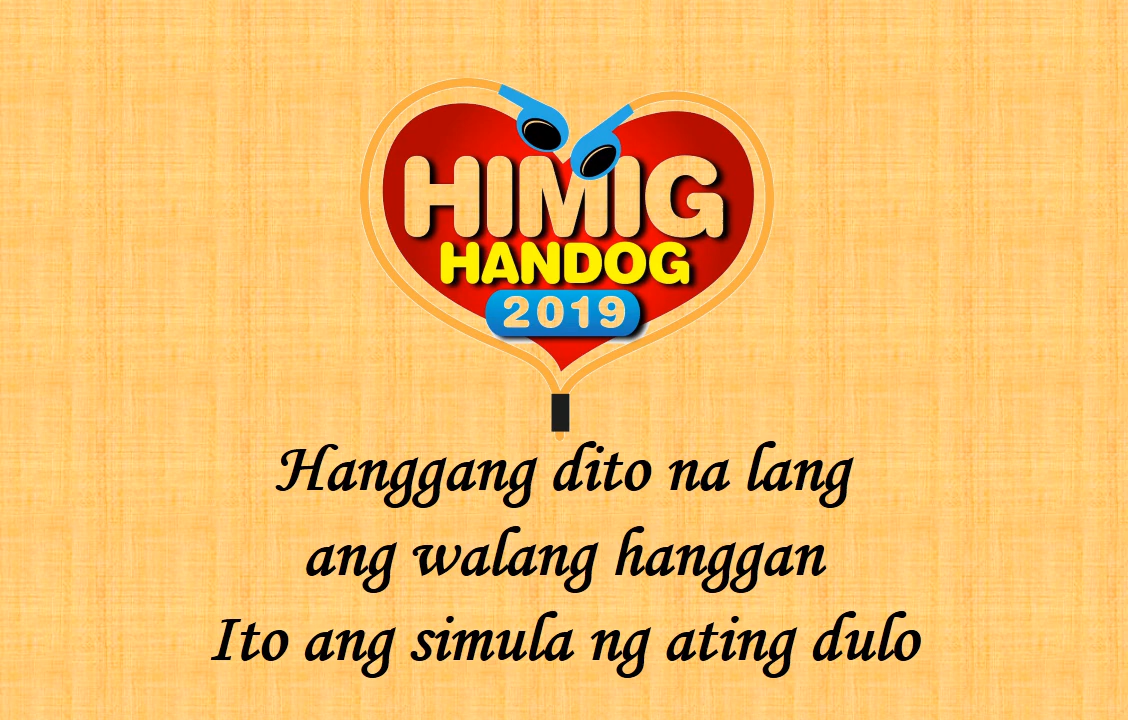 HIMIG
HANDOG
2019
Hanggang dito na lang
ang walang hanggan
Ito ang simula ng ating dulo